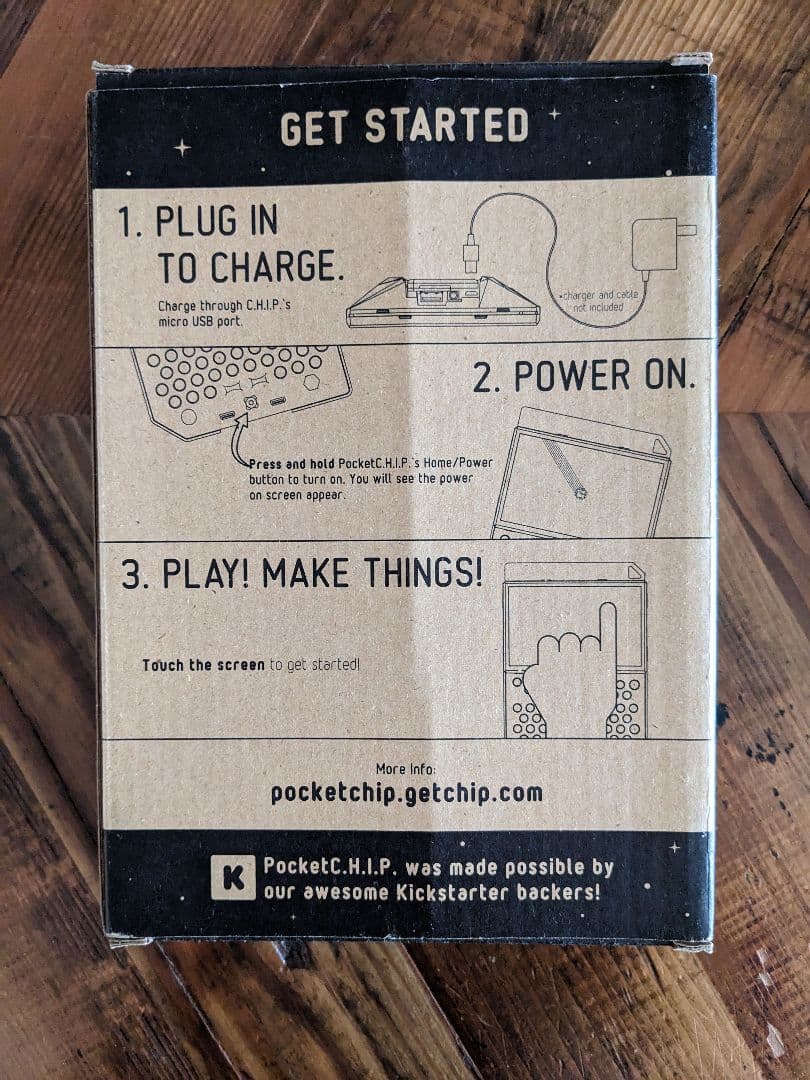 GET STARTED
1. PLUG IN
TO CHARGE.
Charge through C.H.I.P.'s
micro USB port.
*charger and cable
not included
2. POWER ON.
Press and hold PocketC.H.I.P.'s Home/Power
button to turn on. You will see the power
on screen appear.
3. PLAY! MAKE THINGS!
Touch the screen to get started!
More Info:
pocketchip.getchip.com
K
PocketC.H.I.P. was made possible by
our awesome Kickstarter backers!